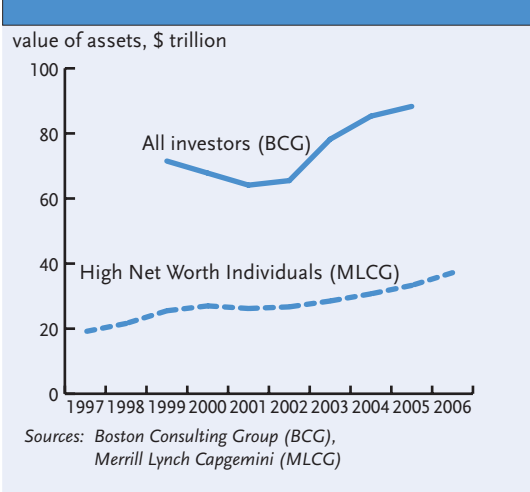 value of assets, $ trillion
100
80
All investors (BCG)
60
40
High Net Worth Individuals (MLCG)
20
0
1997 1998 1999 2000 2001 2002 2003 2004 2005 2006
Sources: Boston Consulting Group (BCG),
Merrill Lynch Capgemini (MLCG)